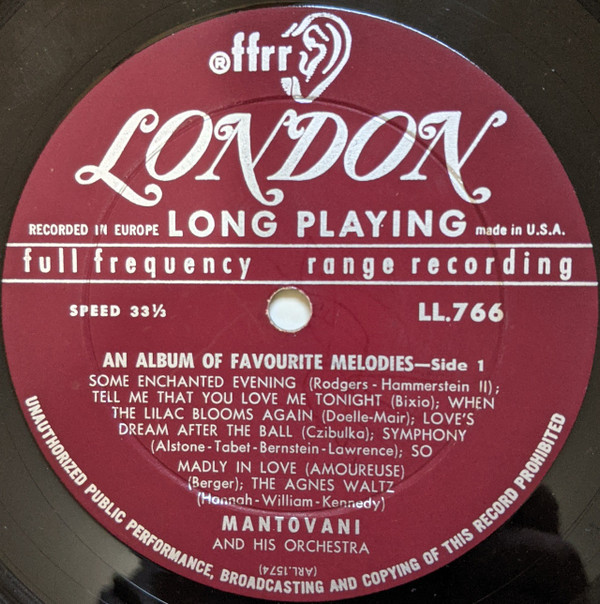 ® ffrr
LONDON
RECORDED IN EUROPE LONG PLAYING made in U.S.A.
full frequency range recording
SPEED 33⅓ LL.766
AN ALBUM OF FAVOURITE MELODIES—Side 1
SOME ENCHANTED EVENING (Rodgers - Hammerstein II);
TELL ME THAT YOU LOVE ME TONIGHT (Bixio); WHEN
THE LILAC BLOOMS AGAIN (Doelle-Mair); LOVE'S
DREAM AFTER THE BALL (Czibulka); SYMPHONY
(Alstone-Tabet-Bernstein-Lawrence); SO
MADLY IN LOVE (AMOUREUSE)
(Berger); THE AGNES WALTZ
(Hannah-William-Kennedy)
MANTOVANI
AND HIS ORCHESTRA
(ARL.1574)
UNAUTHORIZED PUBLIC PERFORMANCE, BROADCASTING AND COPYING OF THIS RECORD PROHIBITED